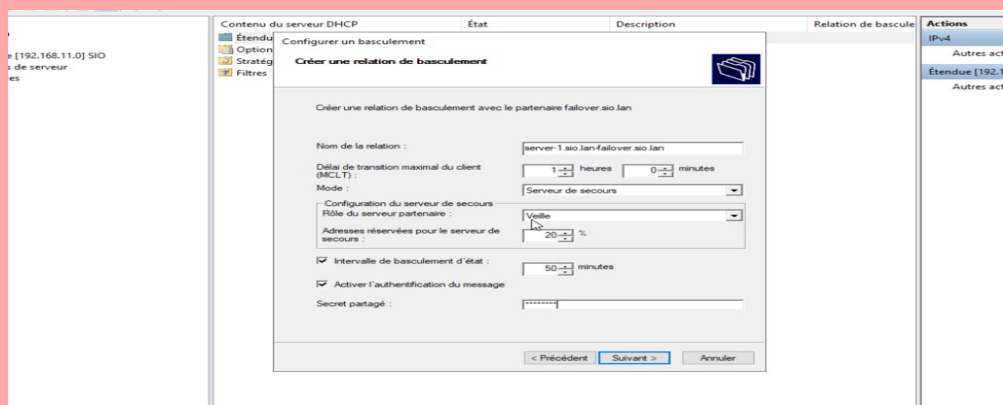 Contenu du serveur DHCP
État
Description
Relation de bascule
Actions
Étendu
Option
Stratég
Filtres
e [192.168.11.0] SIO
s de serveur
es
IPv4
Autres act
Étendue [192.1
Autres act
Configurer un basculement
Créer une relation de basculement
Créer une relation de basculement avec le partenaire failover.sio.lan
Nom de la relation :
server-1.sio.lan-failover.sio.lan
Délai de transition maximal du client
(MCLT) :
1 heures 0 minutes
Mode :
Serveur de secours
Configuration du serveur de secours
Rôle du serveur partenaire :
Veille
Adresses réservées pour le serveur de
secours :
20 %
Intervalle de basculement d'état :
50 minutes
Activer l'authentification du message
Secret partagé :
********
< Précédent
Suivant >
Annuler